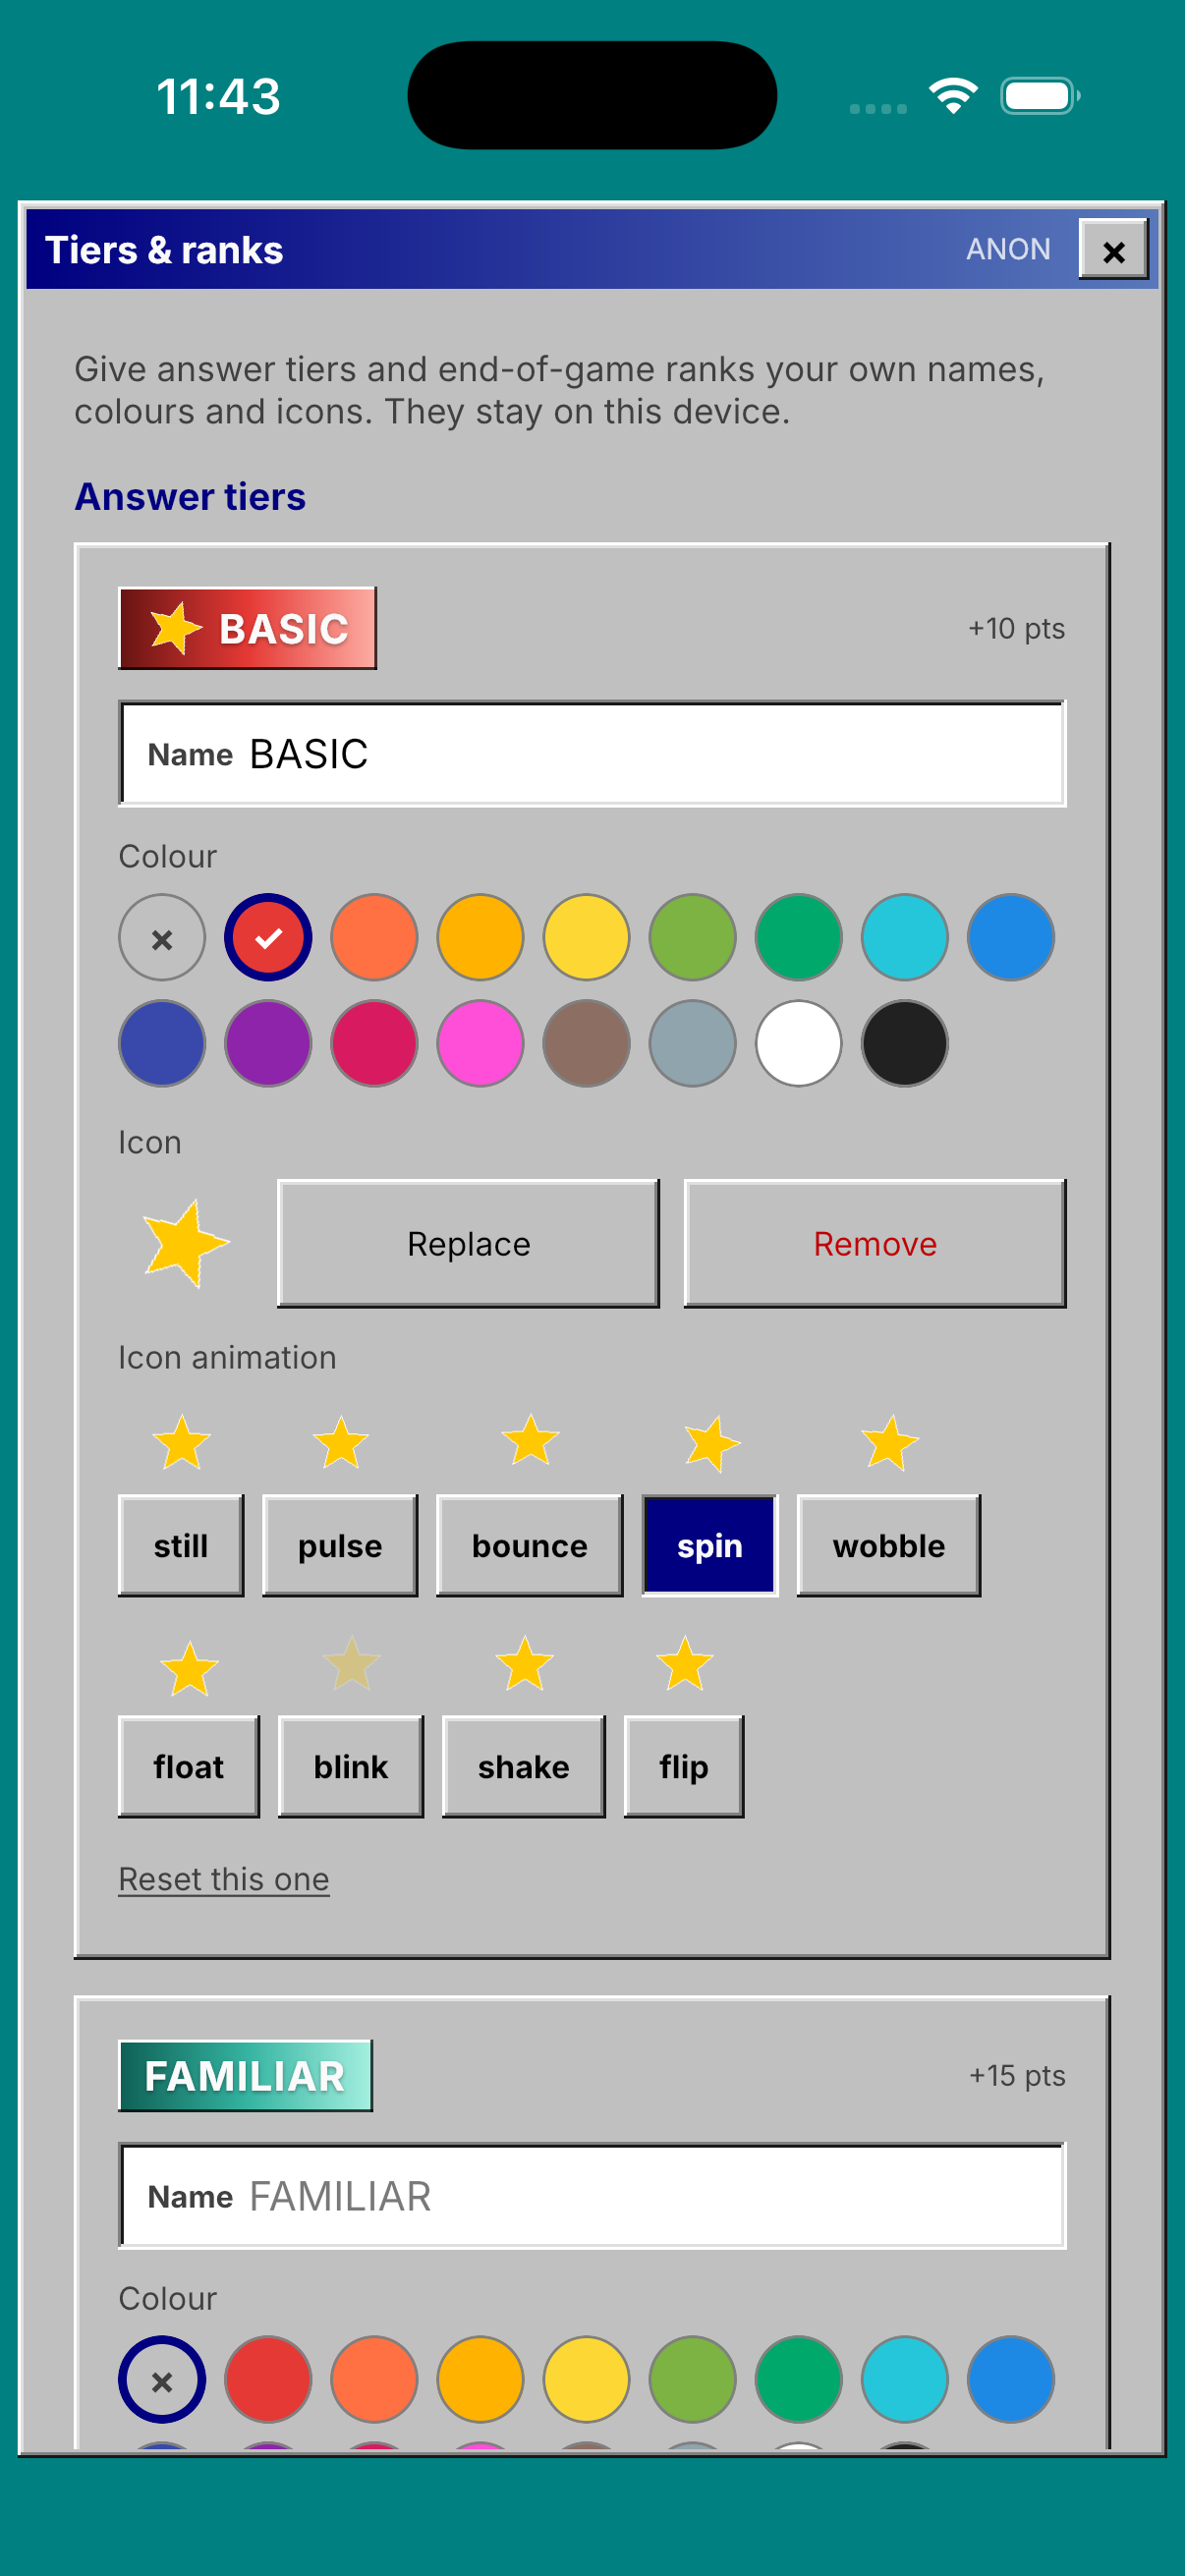 11:43
Tiers & ranks ANON ×
Give answer tiers and end-of-game ranks your own names,
colours and icons. They stay on this device.
Answer tiers
BASIC +10 pts
Name BASIC
Colour
Icon
Replace Remove
Icon animation
still pulse bounce spin wobble
float blink shake flip
Reset this one
FAMILIAR +15 pts
Name FAMILIAR
Colour